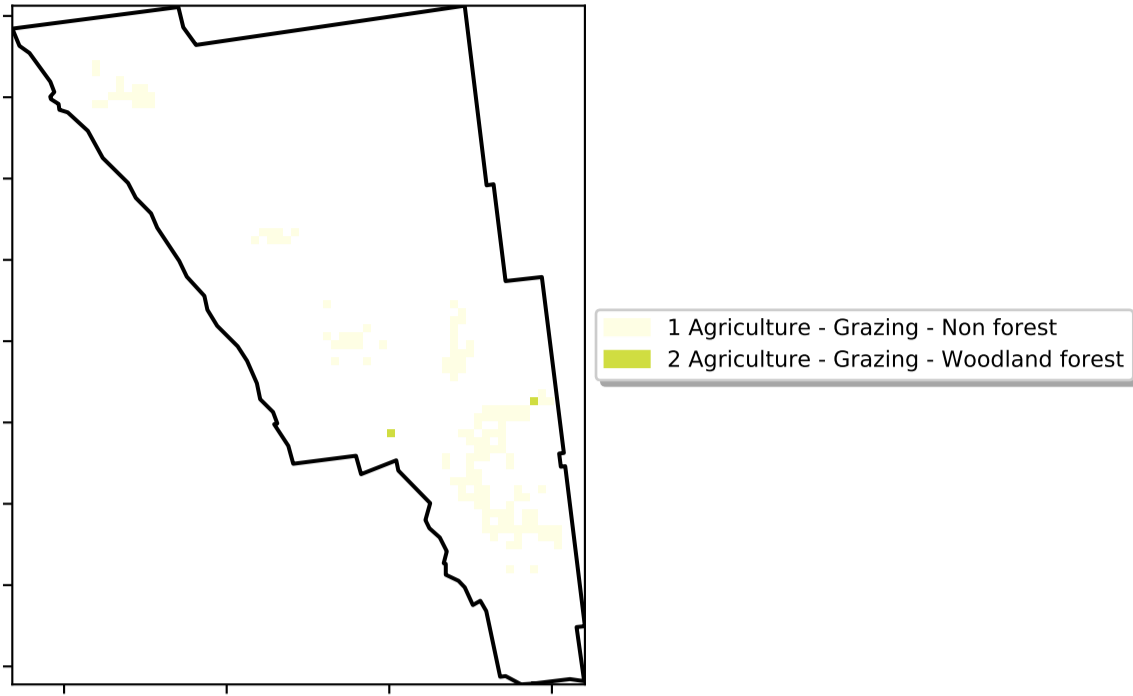 1 Agriculture - Grazing - Non forest
2 Agriculture - Grazing - Woodland forest